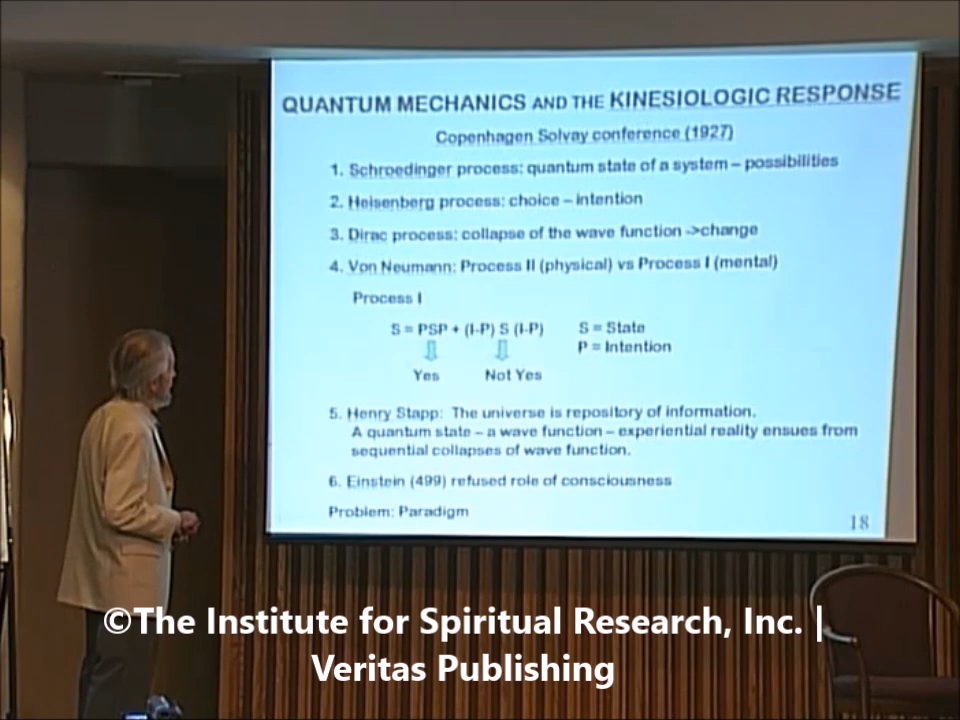 QUANTUM MECHANICS AND THE KINESIOLOGIC RESPONSE
Copenhagen Solvay conference (1927)
1. Schroedinger process: quantum state of a system – possibilities
2. Heisenberg process: choice – intention
3. Dirac process: collapse of the wave function ->change
4. Von Neumann: Process II (physical) vs Process I (mental)
Process I
S = PSP + (I-P) S (I-P) S = State
P = Intention
Yes Not Yes
5. Henry Stapp: The universe is repository of information.
A quantum state – a wave function – experiential reality ensues from
sequential collapses of wave function.
6. Einstein (499) refused role of consciousness
Problem: Paradigm
18
©The Institute for Spiritual Research, Inc. |
Veritas Publishing